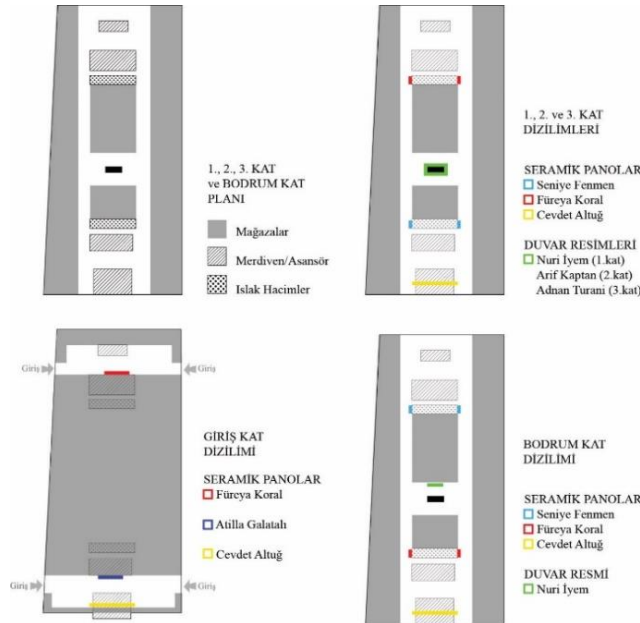 1., 2., 3. KAT
ve BODRUM KAT
PLANI
Mağazalar
Merdiven/Asansör
Islak Hacimler
1., 2. ve 3. KAT
DİZİLİMLERİ
SERAMİK PANOLAR
Seniye Fenmen
Füreya Koral
Cevdet Altuğ
DUVAR RESİMLERİ
Nuri İyem (1.kat)
Arif Kaptan (2.kat)
Adnan Turani (3.kat)
Giriş
Giriş
Giriş
Giriş
GİRİŞ KAT
DİZİLİMİ
SERAMİK PANOLAR
Füreya Koral
Atilla Galatalı
Cevdet Altuğ
BODRUM KAT
DİZİLİMİ
SERAMİK PANOLAR
Seniye Fenmen
Füreya Koral
Cevdet Altuğ
DUVAR RESMİ
Nuri İyem